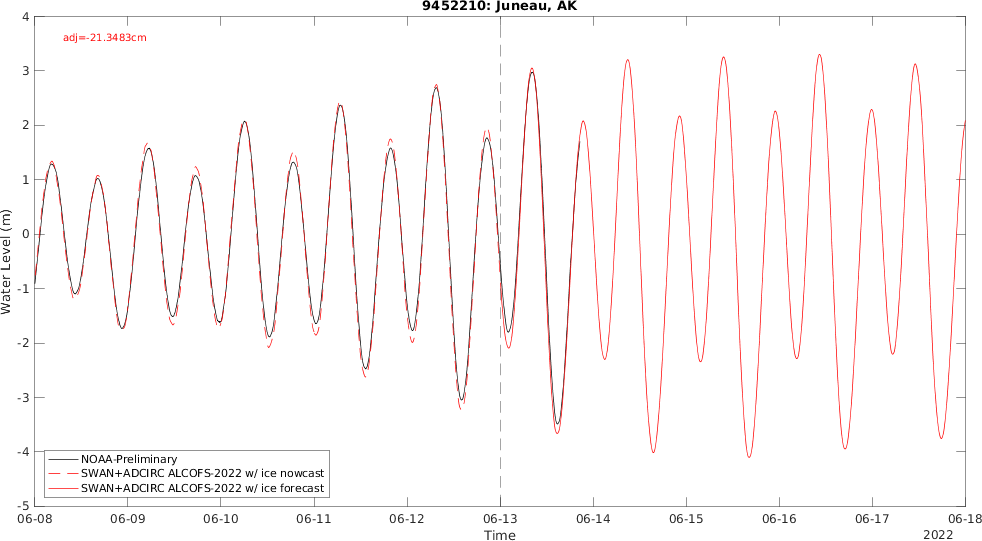 9452210: Juneau, AK
adj=-21.3483cm
4
3
2
1
0
-1
-2
-3
-4
-5
Water Level (m)
NOAA-Preliminary
SWAN+ADCIRC ALCOFS-2022 w/ ice nowcast
SWAN+ADCIRC ALCOFS-2022 w/ ice forecast
06-08 06-09 06-10 06-11 06-12 06-13 06-14 06-15 06-16 06-17 06-18
Time
2022